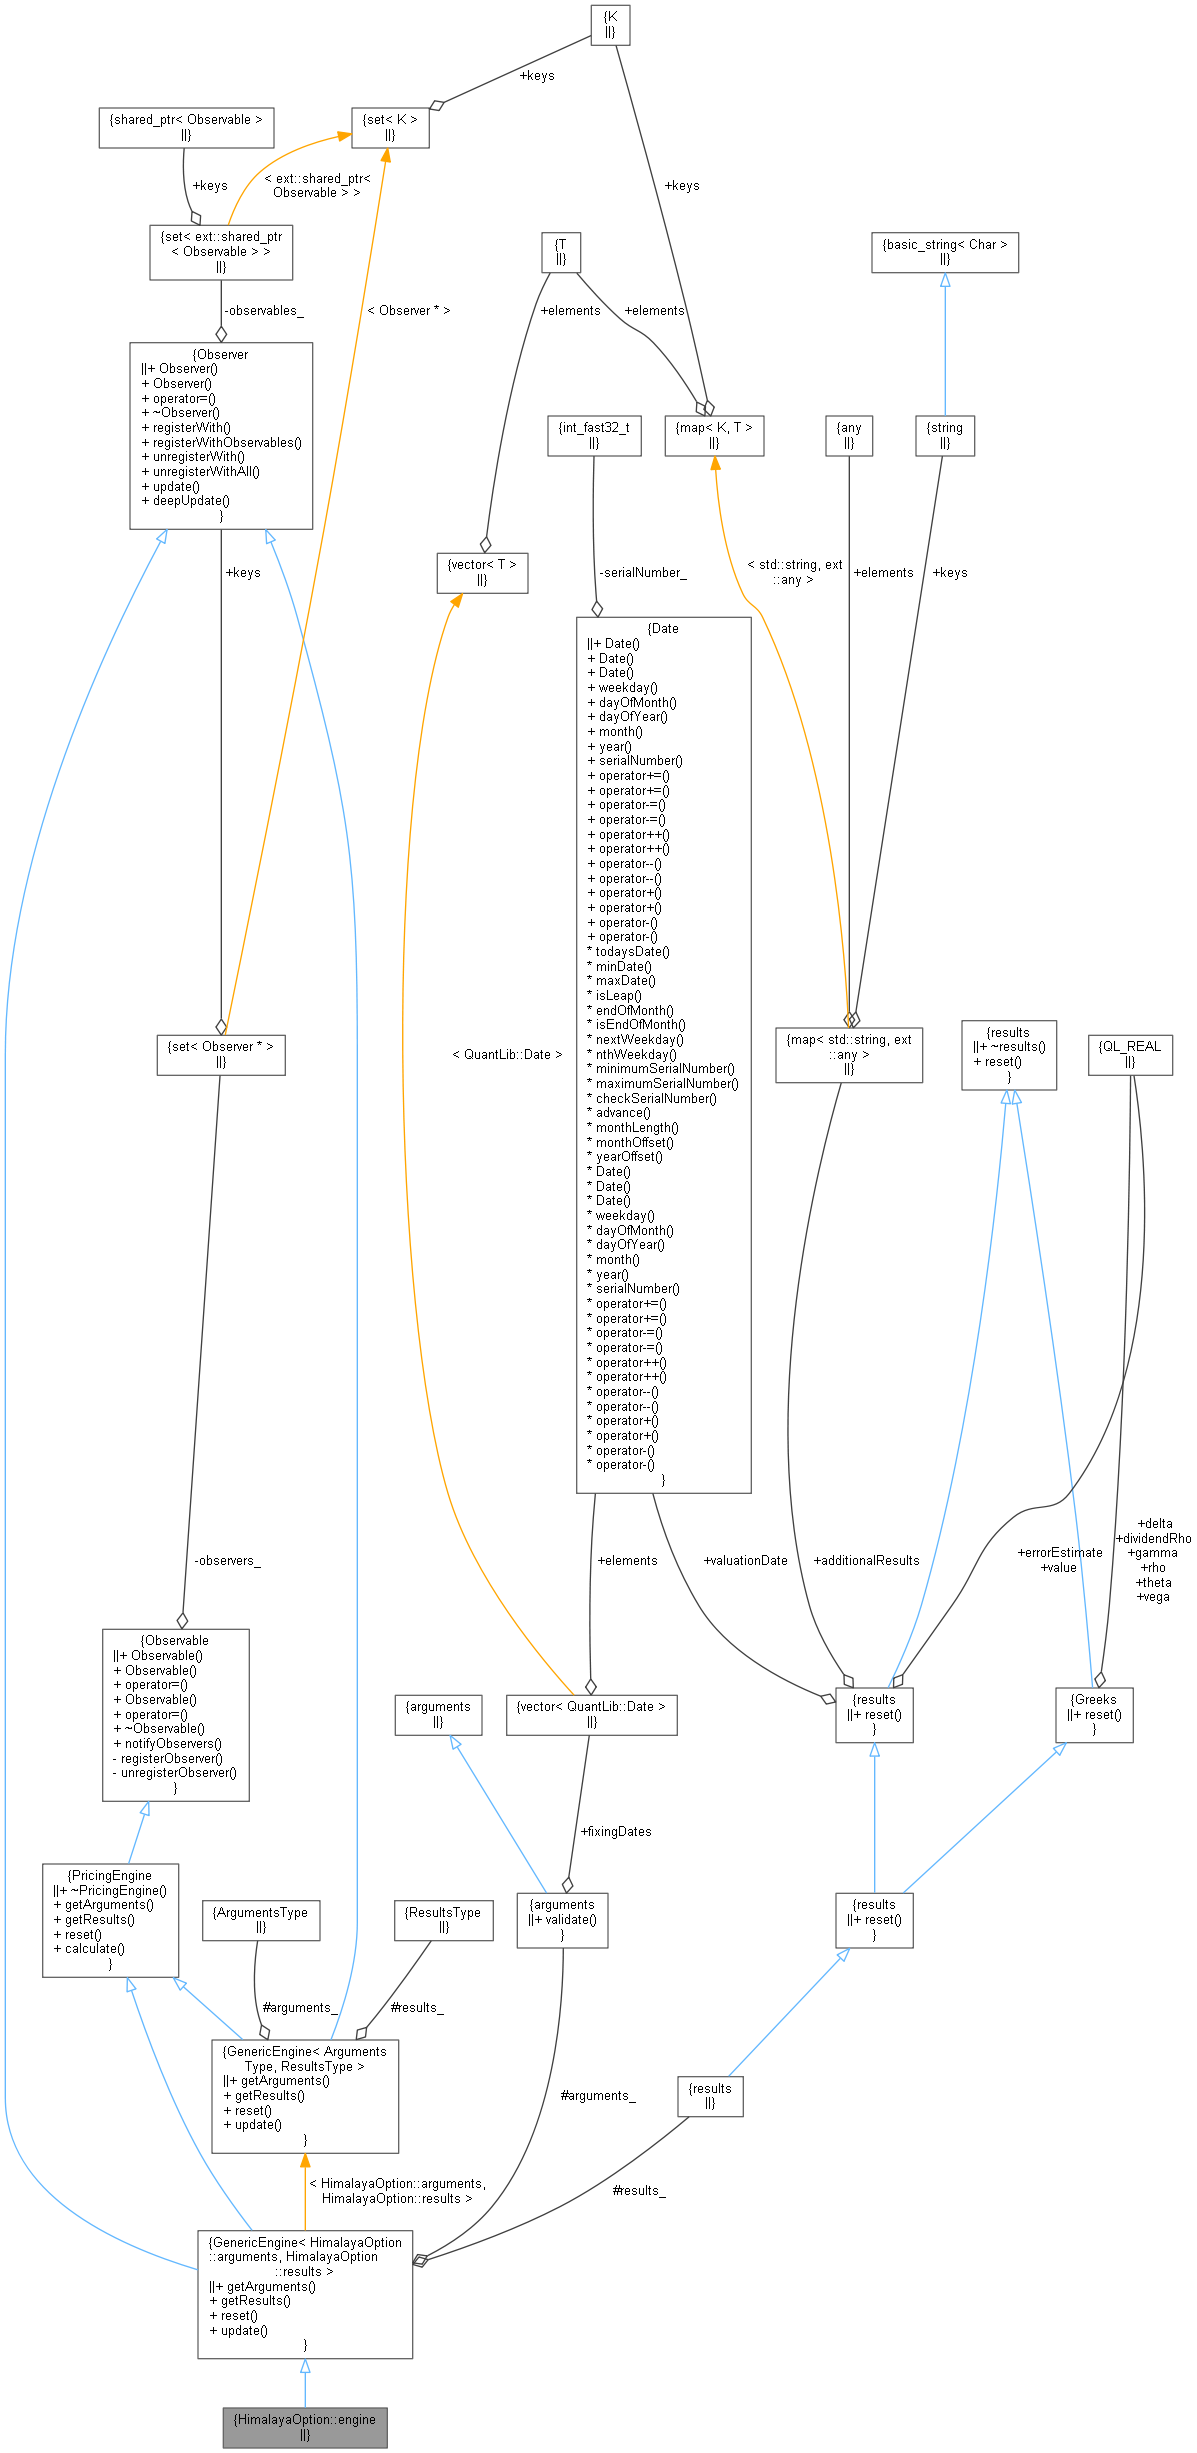 {K
||}
+keys
{shared_ptr< Observable >
||}
{set< K >
||}
+keys
< ext::shared_ptr<
Observable > >
+keys
{set< ext::shared_ptr
< Observable > >
||}
{T
||}
{basic_string< Char >
||}
-observables_
< Observer * >
+elements
+elements
{Observer
||+ Observer()
+ Observer()
+ operator=()
+ ~Observer()
+ registerWith()
+ registerWithObservables()
+ unregisterWith()
+ unregisterWithAll()
+ update()
+ deepUpdate()
}
{int_fast32_t
||}
{map< K, T >
||}
{any
||}
{string
||}
+keys
{vector< T >
||}
-serialNumber_
< std::string, ext
::any >
+elements
+keys
{Date
||+ Date()
+ Date()
+ Date()
+ weekday()
+ dayOfMonth()
+ dayOfYear()
+ month()
+ year()
+ serialNumber()
+ operator+=()
+ operator+=()
+ operator-=()
+ operator-=()
+ operator++()
+ operator++()
+ operator--()
+ operator--()
+ operator+()
+ operator+()
+ operator-()
+ operator-()
* todaysDate()
* minDate()
* maxDate()
* isLeap()
* endOfMonth()
* isEndOfMonth()
* nextWeekday()
* nthWeekday()
* minimumSerialNumber()
* maximumSerialNumber()
* checkSerialNumber()
* advance()
* monthLength()
* monthOffset()
* yearOffset()
* Date()
* Date()
* Date()
* weekday()
* dayOfMonth()
* dayOfYear()
* month()
* year()
* serialNumber()
* operator+=()
* operator+=()
* operator-=()
* operator-=()
* operator++()
* operator++()
* operator--()
* operator--()
* operator+()
* operator+()
* operator-()
* operator-()
}
{set< Observer * >
||}
< QuantLib::Date >
{map< std::string, ext
::any >
||}
{results
||+ ~results()
+ reset()
}
{QL_REAL
||}
-observers_
+elements
+valuationDate
+additionalResults
+errorEstimate
+value
+delta
+dividendRho
+gamma
+rho
+theta
+vega
{Observable
||+ Observable()
+ Observable()
+ operator=()
+ Observable()
+ operator=()
+ ~Observable()
+ notifyObservers()
- registerObserver()
- unregisterObserver()
}
{arguments
||}
{vector< QuantLib::Date >
||}
{results
||+ reset()
}
{Greeks
||+ reset()
}
+fixingDates
{PricingEngine
||+ ~PricingEngine()
+ getArguments()
+ getResults()
+ reset()
+ calculate()
}
{ArgumentsType
||}
{ResultsType
||}
{arguments
||+ validate()
}
{results
||+ reset()
}
#arguments_
#results_
{GenericEngine< Arguments
Type, ResultsType >
||+ getArguments()
+ getResults()
+ reset()
+ update()
}
#arguments_
{results
||}
< HimalayaOption::arguments,
HimalayaOption::results >
#results_
{GenericEngine< HimalayaOption
::arguments, HimalayaOption
::results >
||+ getArguments()
+ getResults()
+ reset()
+ update()
}
{HimalayaOption::engine
||}